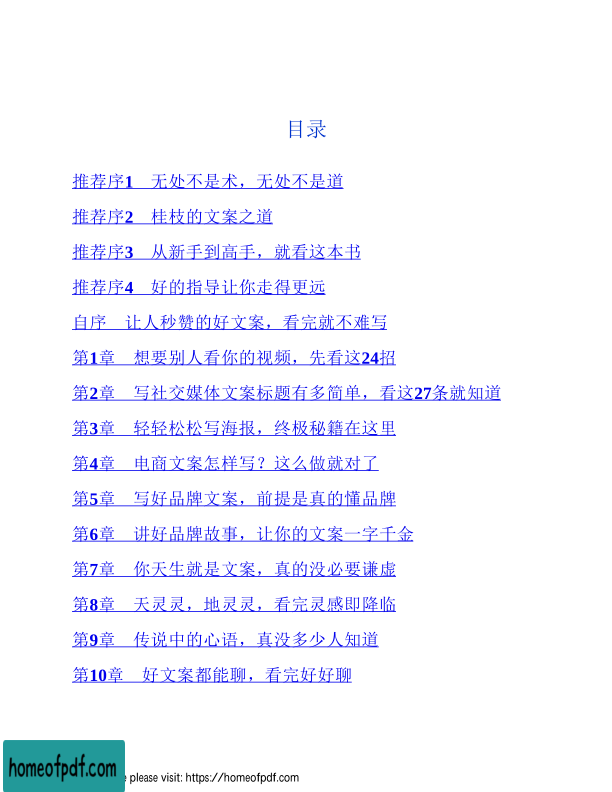 目录
推荐序1 无处不是术，无处不是道
推荐序2 桂枝的文案之道
推荐序3 从新手到高手，就看这本书
推荐序4 好的指导让你走得更远
自序 让人秒赞的好文案，看完就不难写
第1章 想要别人看你的视频，先看这24招
第2章 写社交媒体文案标题有多简单，看这27条就知道
第3章 轻轻松松写海报，终极秘籍在这里
第4章 电商文案怎样写？这么做就对了
第5章 写好品牌文案，前提是真的懂品牌
第6章 讲好品牌故事，让你的文案一字千金
第7章 你天生就是文案，真的没必要谦虚
第8章 天灵灵，地灵灵，看完灵感即降临
第9章 传说中的心语，真没多少人知道
第10章 好文案都能聊，看完好好聊
homeofpdf.com
please visit: https://homeofpdf.com